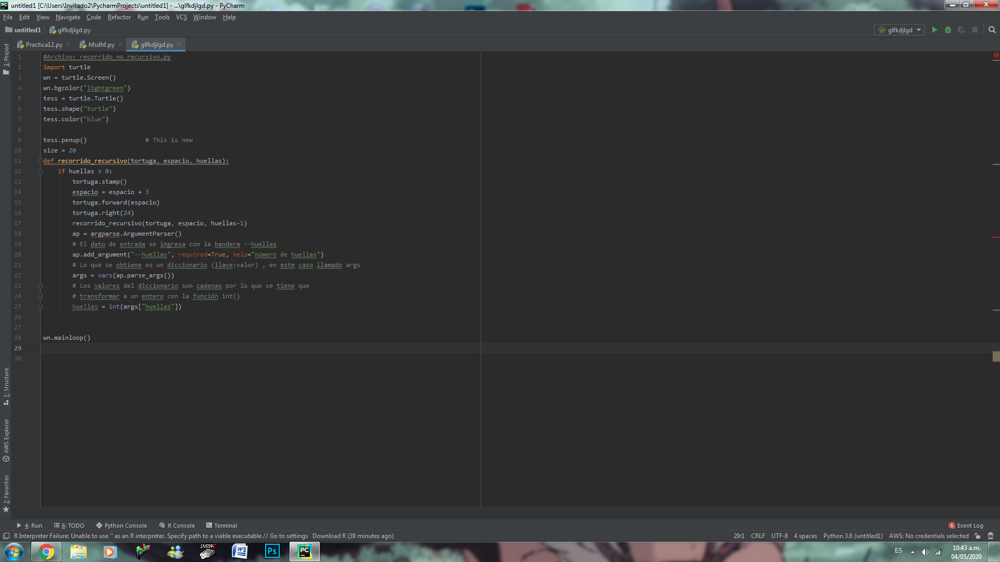 untitled1 [C:\Users\Invitado2\PycharmProjects\untitled1] - ...\glfkdjlgd.py - PyCharm
File Edit View Navigate Code Refactor Run Tools VCS Window Help
untitled1 glfkdjlgd.py glfkdjlgd
Practica12.py hfsdhf.py glfkdjlgd.py
1: Project
7: Structure
AWS Explorer
2: Favorites
1 #Archivo: recorrido_no_recursivo.py
2 import turtle
3 wn = turtle.Screen()
4 wn.bgcolor("lightgreen")
5 tess = turtle.Turtle()
6 tess.shape("turtle")
7 tess.color("blue")
8
9 tess.penup() # This is new
10 size = 20
11 def recorrido_recursivo(tortuga, espacio, huellas):
12 if huellas > 0:
13 tortuga.stamp()
14 espacio = espacio + 3
15 tortuga.forward(espacio)
16 tortuga.right(24)
17 recorrido_recursivo(tortuga, espacio, huellas-1)
18 ap = argparse.ArgumentParser()
19 # El dato de entrada se ingresa con la bandera --huellas
20 ap.add_argument("--huellas", required=True, help="número de huellas")
21 # Lo que se obtiene es un diccionario (llave:valor) , en este caso llamado args
22 args = vars(ap.parse_args())
23 # Los valores del diccionario son cadenas por lo que se tiene que
24 # transformar a un entero con la función int()
25 huellas = int(args["huellas"])
26
27
28 wn.mainloop()
29
30
4: Run 6: TODO Python Console R Console Terminal 1 Event Log
R Interpreter Failure: Unable to use '' as an R interpreter. Specify path to a viable executable // Go to settings Download R (39 minutes ago) 29:1 CRLF UTF-8 4 spaces Python 3.6 (untitled1) AWS: No credentials selected
SNES9X
Ps
PC
ES
10:43 a.m.
04/05/2020